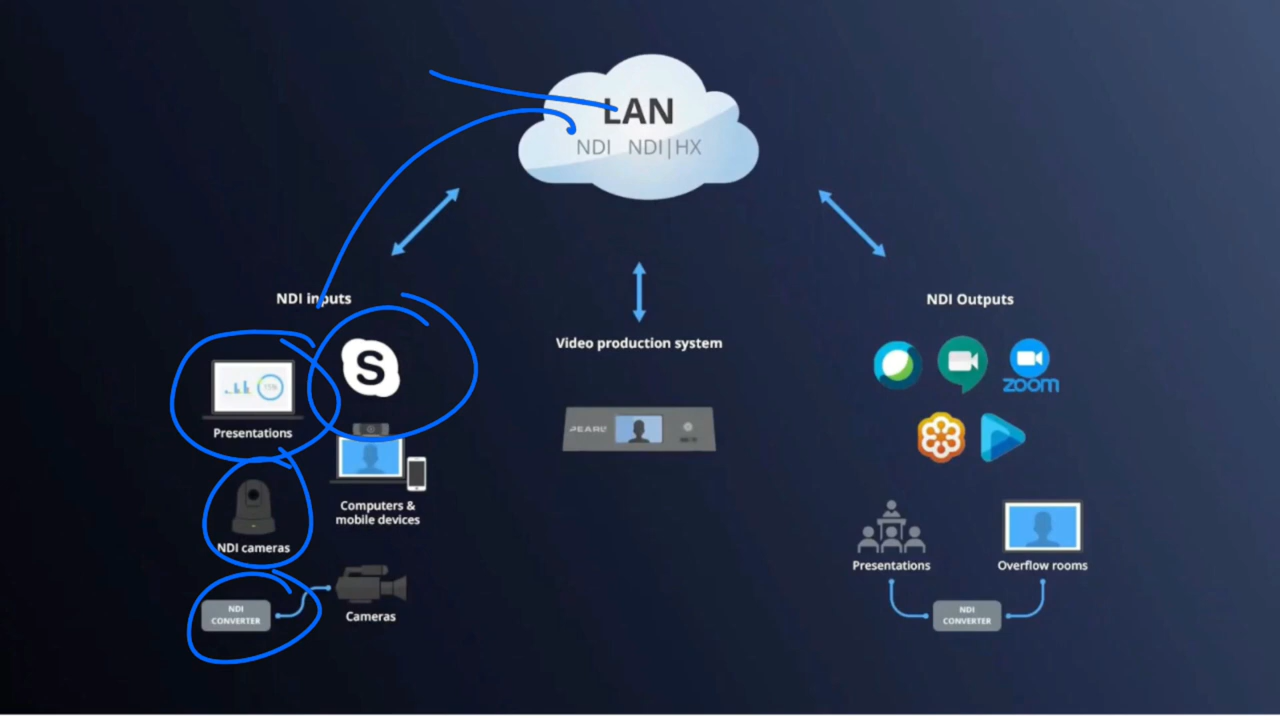 LAN
NDI NDI|HX
NDI inputs
Video production system
NDI Outputs
S
zoom
Presentations
PEARL
Computers &
mobile devices
NDI cameras
Presentations
Overflow rooms
NDI
CONVERTER
Cameras
NDI
CONVERTER